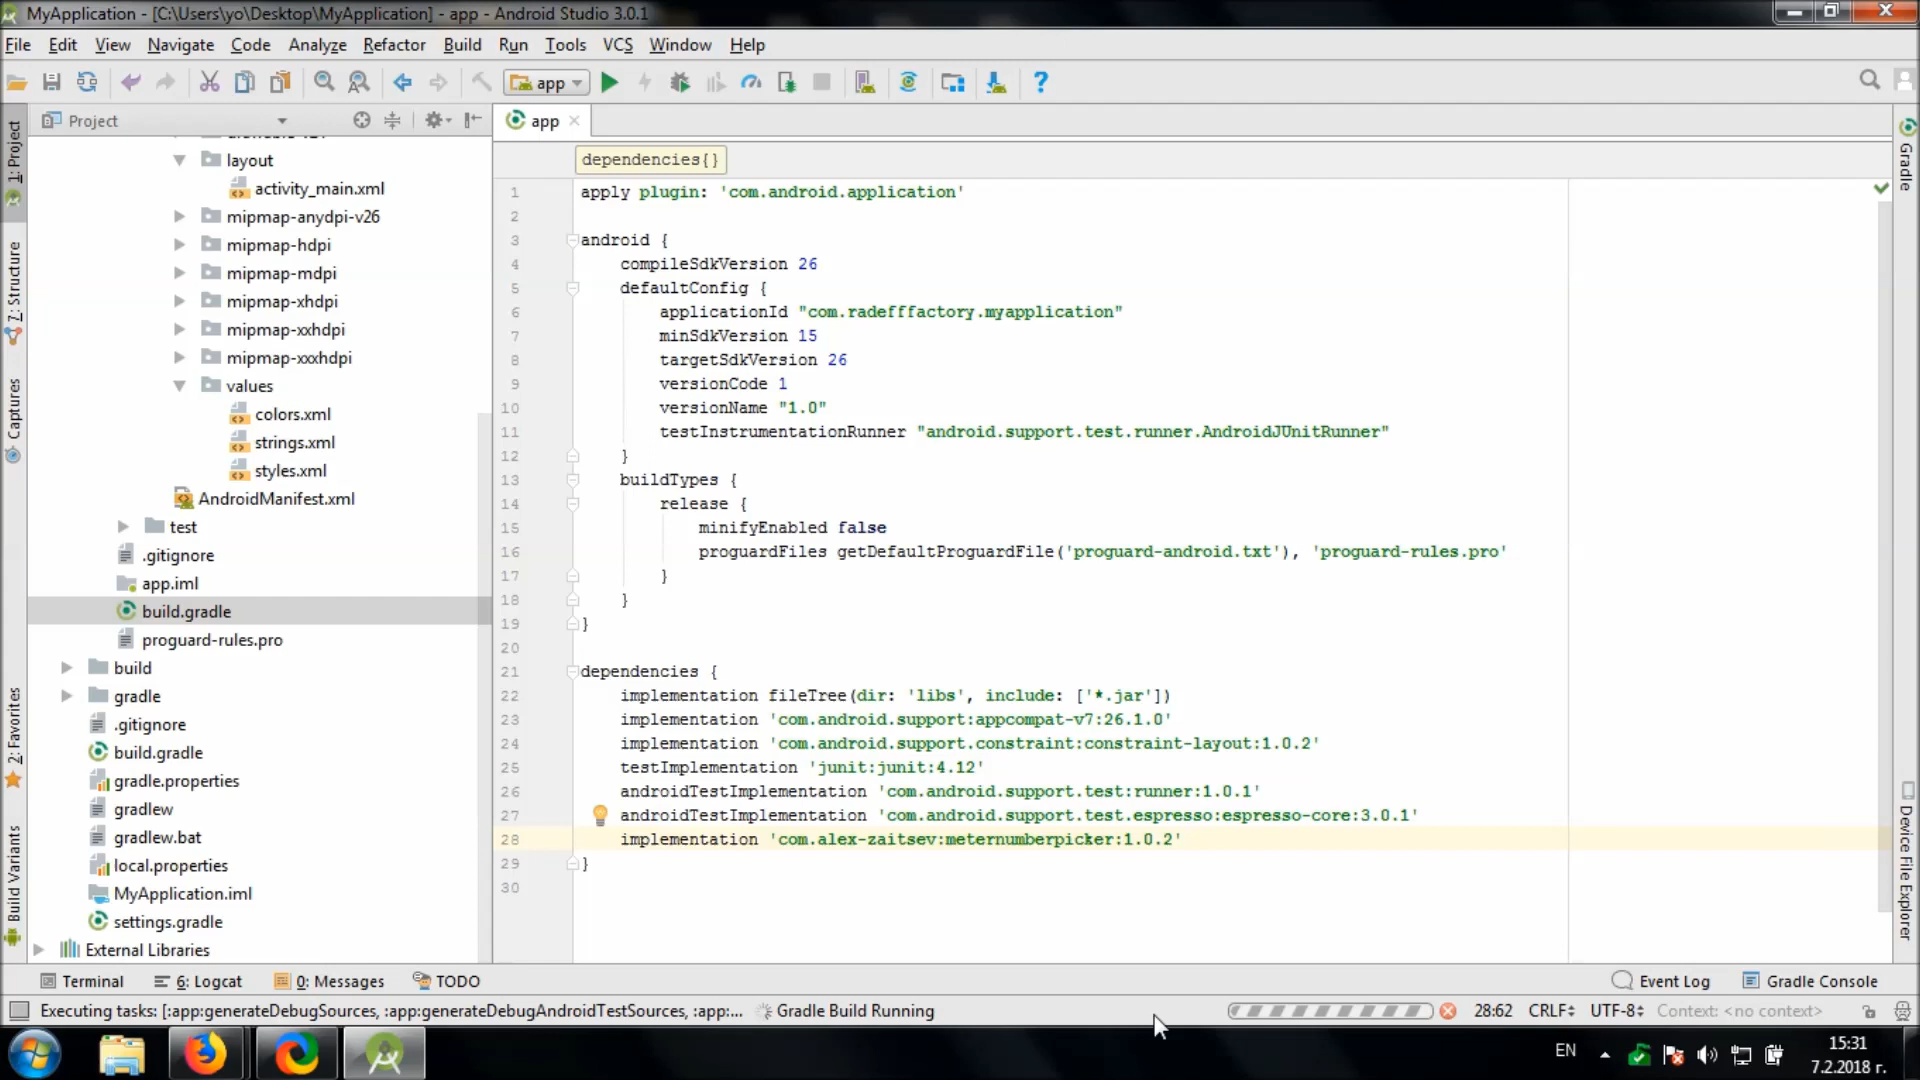 MyApplication - [C:\Users\yo\Desktop\MyApplication] - app - Android Studio 3.0.1
File Edit View Navigate Code Analyze Refactor Build Run Tools VCS Window Help
app
Project
app
1: Project
7: Structure
Captures
2: Favorites
Build Variants
layout
activity_main.xml
mipmap-anydpi-v26
mipmap-hdpi
mipmap-mdpi
mipmap-xhdpi
mipmap-xxhdpi
mipmap-xxxhdpi
values
colors.xml
strings.xml
styles.xml
AndroidManifest.xml
test
.gitignore
app.iml
build.gradle
proguard-rules.pro
build
gradle
.gitignore
build.gradle
gradle.properties
gradlew
gradlew.bat
local.properties
MyApplication.iml
settings.gradle
External Libraries
dependencies{}
1 apply plugin: 'com.android.application'
2
3 android {
4 compileSdkVersion 26
5 defaultConfig {
6 applicationId "com.radefffactory.myapplication"
7 minSdkVersion 15
8 targetSdkVersion 26
9 versionCode 1
10 versionName "1.0"
11 testInstrumentationRunner "android.support.test.runner.AndroidJUnitRunner"
12 }
13 buildTypes {
14 release {
15 minifyEnabled false
16 proguardFiles getDefaultProguardFile('proguard-android.txt'), 'proguard-rules.pro'
17 }
18 }
19 }
20
21 dependencies {
22 implementation fileTree(dir: 'libs', include: ['*.jar'])
23 implementation 'com.android.support:appcompat-v7:26.1.0'
24 implementation 'com.android.support.constraint:constraint-layout:1.0.2'
25 testImplementation 'junit:junit:4.12'
26 androidTestImplementation 'com.android.support.test:runner:1.0.1'
27 androidTestImplementation 'com.android.support.test.espresso:espresso-core:3.0.1'
28 implementation 'com.alex-zaitsev:meternumberpicker:1.0.2'
29 }
30
Gradle
Device File Explorer
Terminal 6: Logcat 0: Messages TODO Event Log Gradle Console
Executing tasks: [:app:generateDebugSources, :app:generateDebugAndroidTestSources, :app:... Gradle Build Running 28:62 CRLF UTF-8 Context: <no context>
EN 15:31
7.2.2018 г.